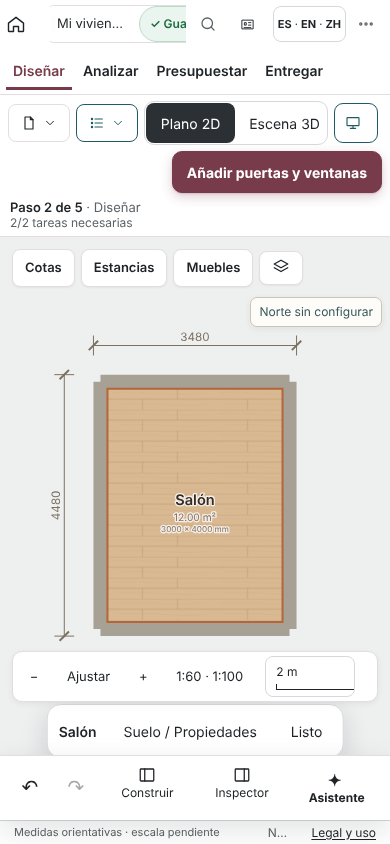 Mi vivien... ✓ Gua
ES · EN · ZH
Diseñar Analizar Presupuestar Entregar
Plano 2D Escena 3D
Añadir puertas y ventanas
Paso 2 de 5 · Diseñar
2/2 tareas necesarias
Cotas Estancias Muebles
Norte sin configurar
3480
4480
Salón
12.00 m²
3000 × 4000 mm
− Ajustar + 1:60 · 1:100 2 m
Salón Suelo / Propiedades Listo
Construir Inspector Asistente
Medidas orientativas · escala pendiente N... Legal y uso